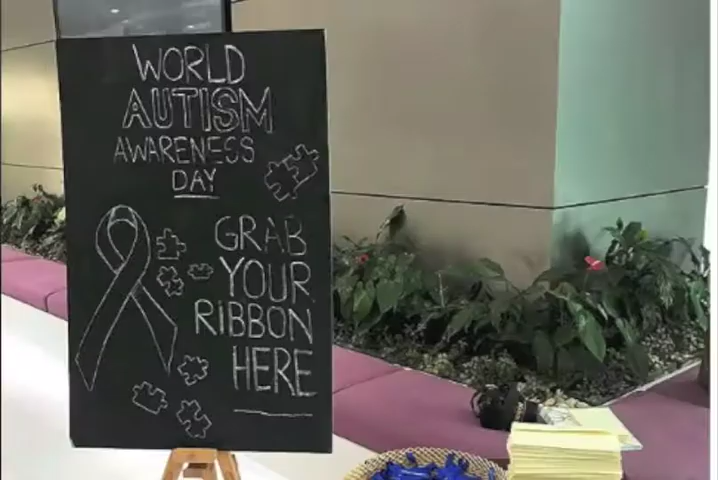 WORLD
AUTISM
AWARENESS
DAY
GRAB
YOUR
RIBBON
HERE